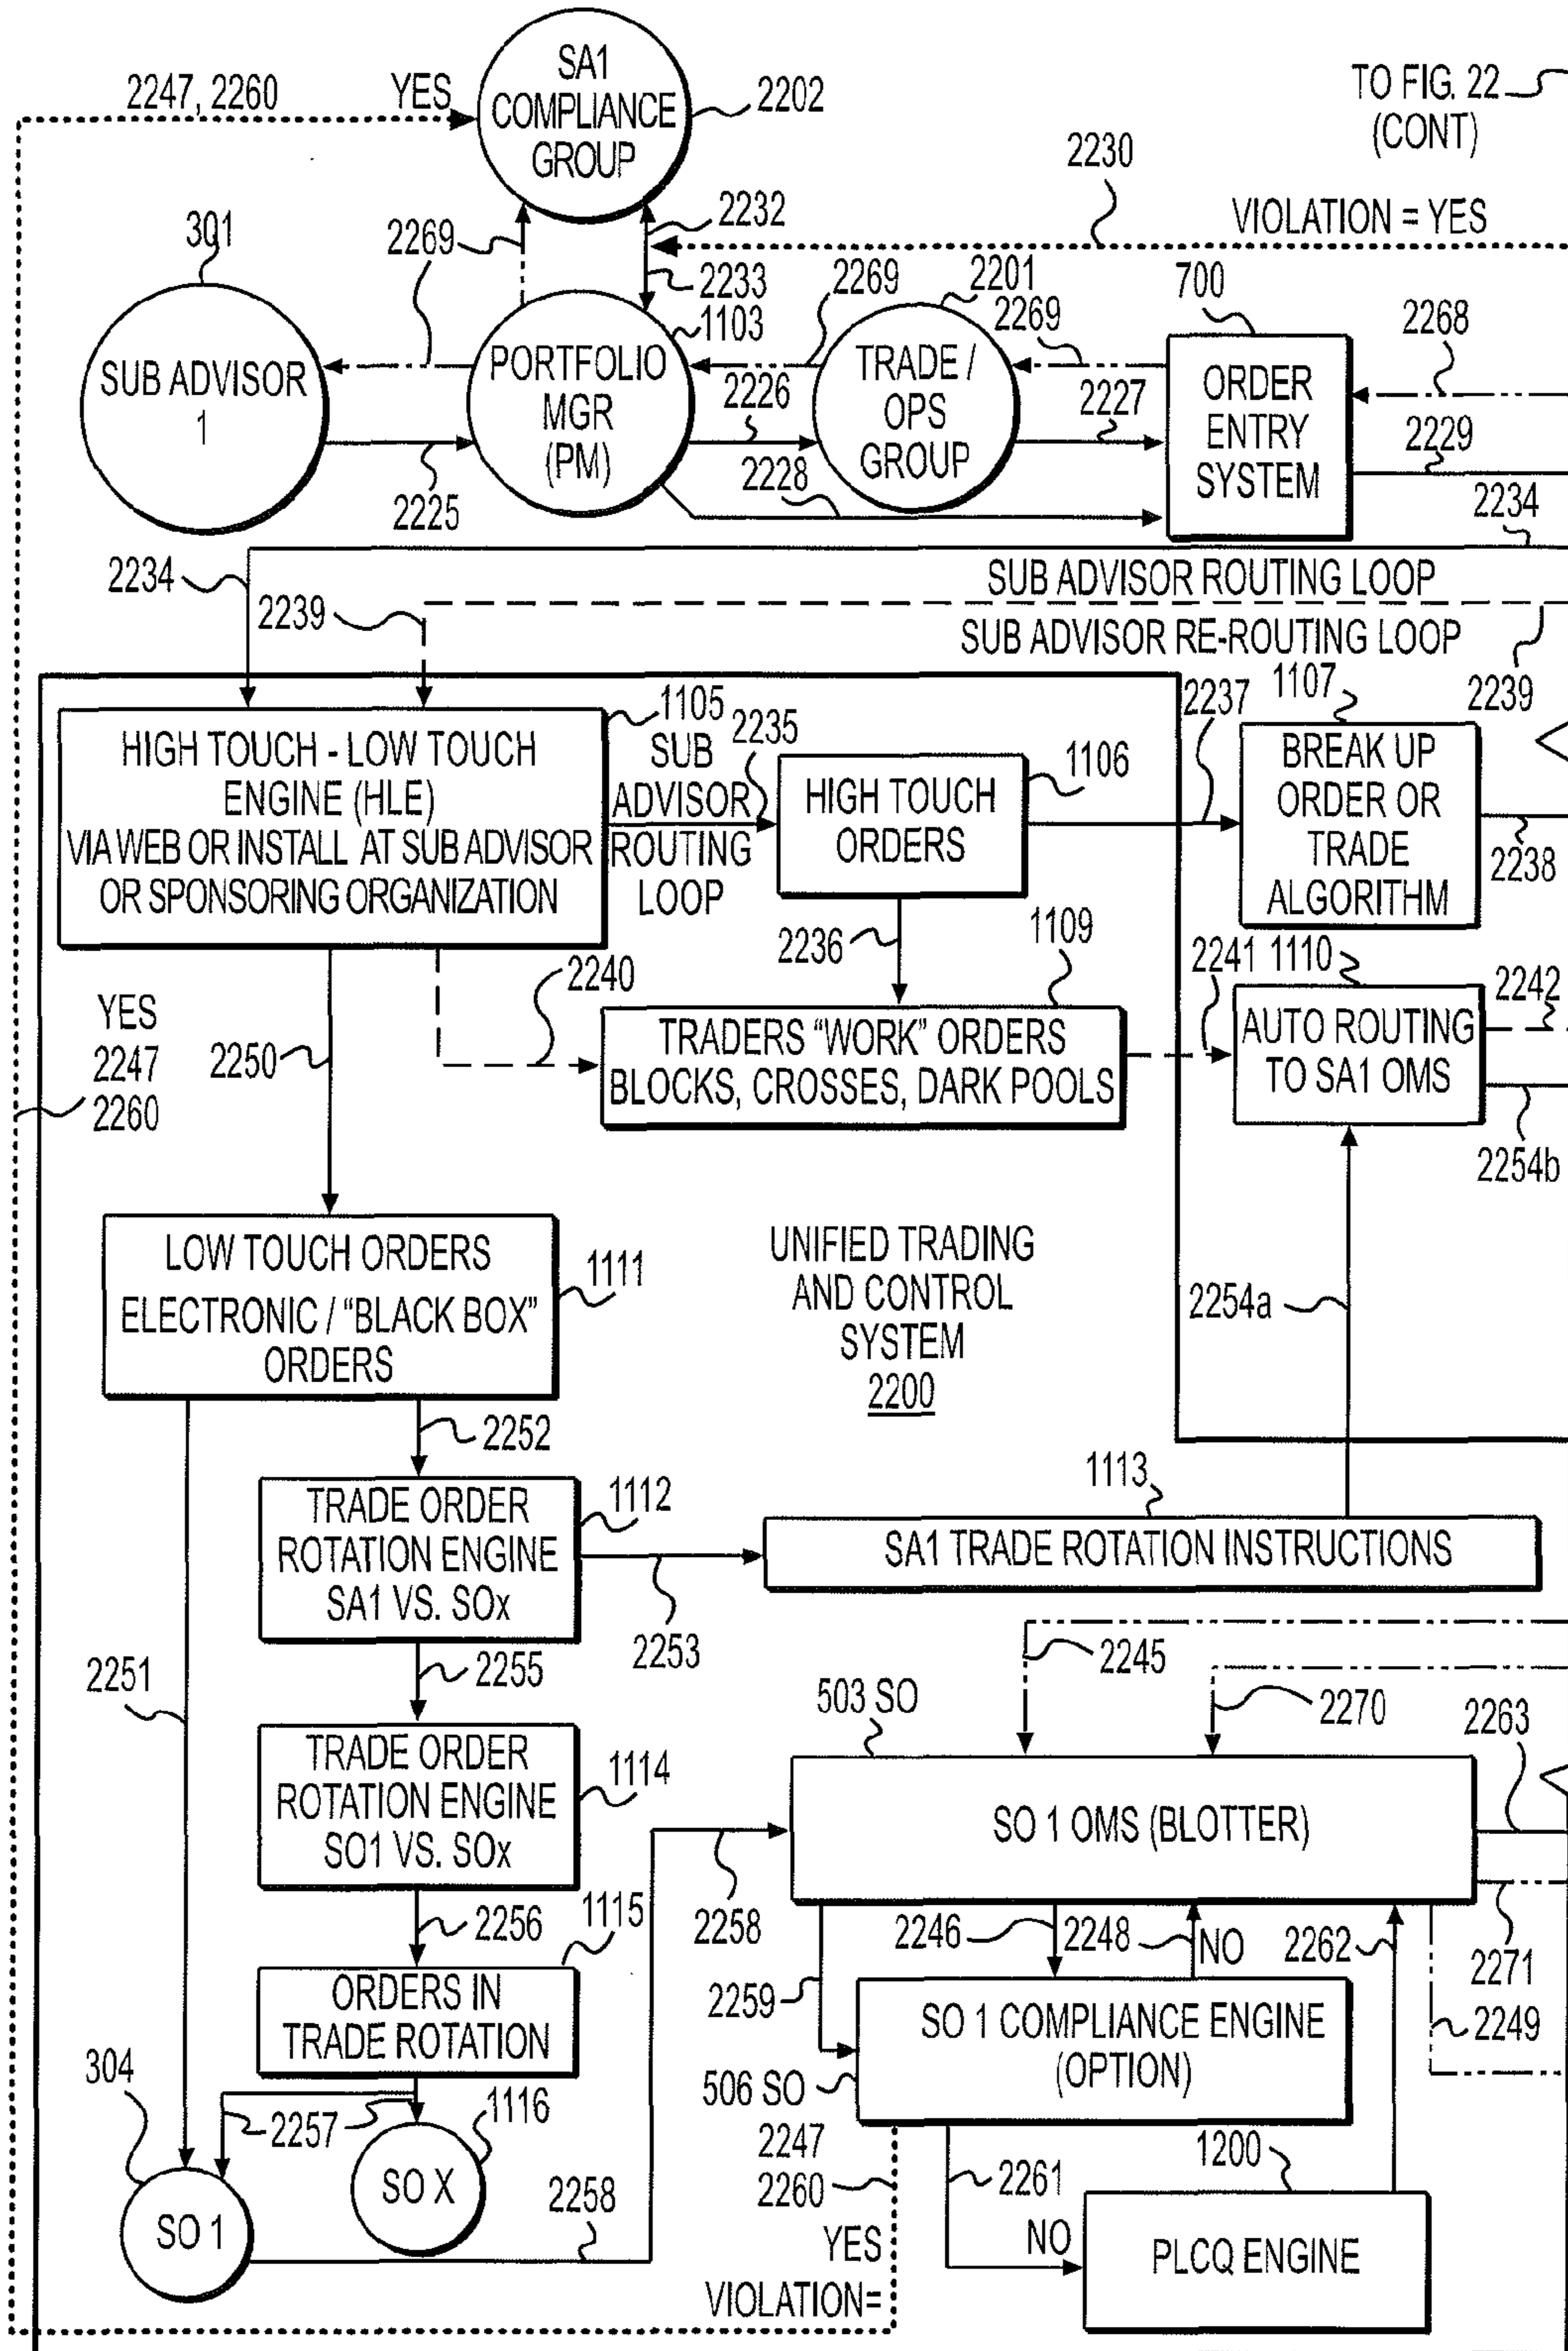 SA1
COMPLIANCE
GROUP
2202
2247, 2260
YES
TO FIG. 22
(CONT)
2230
VIOLATION = YES
2232
2233
2269
301
SUB ADVISOR
1
2225
1103
PORTFOLIO
MGR
(PM)
2269
2226
2228
2201
TRADE /
OPS
GROUP
2269
2227
700
ORDER
ENTRY
SYSTEM
2268
2229
2234
2234
SUB ADVISOR ROUTING LOOP
2239
SUB ADVISOR RE-ROUTING LOOP
2239
1105
HIGH TOUCH - LOW TOUCH
ENGINE (HLE)
VIA WEB OR INSTALL AT SUB ADVISOR
OR SPONSORING ORGANIZATION
2235
SUB
ADVISOR
ROUTING
LOOP
1106
HIGH TOUCH
ORDERS
2237
1107
BREAK UP
ORDER OR
TRADE
ALGORITHM
2238
2236
1109
2240
TRADERS “WORK” ORDERS
BLOCKS, CROSSES, DARK POOLS
2241
1110
AUTO ROUTING
TO SA1 OMS
2242
2254b
YES
2247
2260
2250
LOW TOUCH ORDERS
ELECTRONIC / “BLACK BOX”
ORDERS
1111
UNIFIED TRADING
AND CONTROL
SYSTEM
2200
2254a
2252
1112
TRADE ORDER
ROTATION ENGINE
SA1 VS. SOx
2253
1113
SA1 TRADE ROTATION INSTRUCTIONS
2251
2255
2245
2270
503 SO
2263
1114
TRADE ORDER
ROTATION ENGINE
SO1 VS. SOx
SO 1 OMS (BLOTTER)
2258
2256
1115
ORDERS IN
TRADE ROTATION
2246
2248
NO
2262
2271
2249
2259
SO 1 COMPLIANCE ENGINE
(OPTION)
506 SO
304
2257
1116
SO X
SO 1
2258
2247
2260
YES
VIOLATION=
2261
NO
1200
PLCQ ENGINE